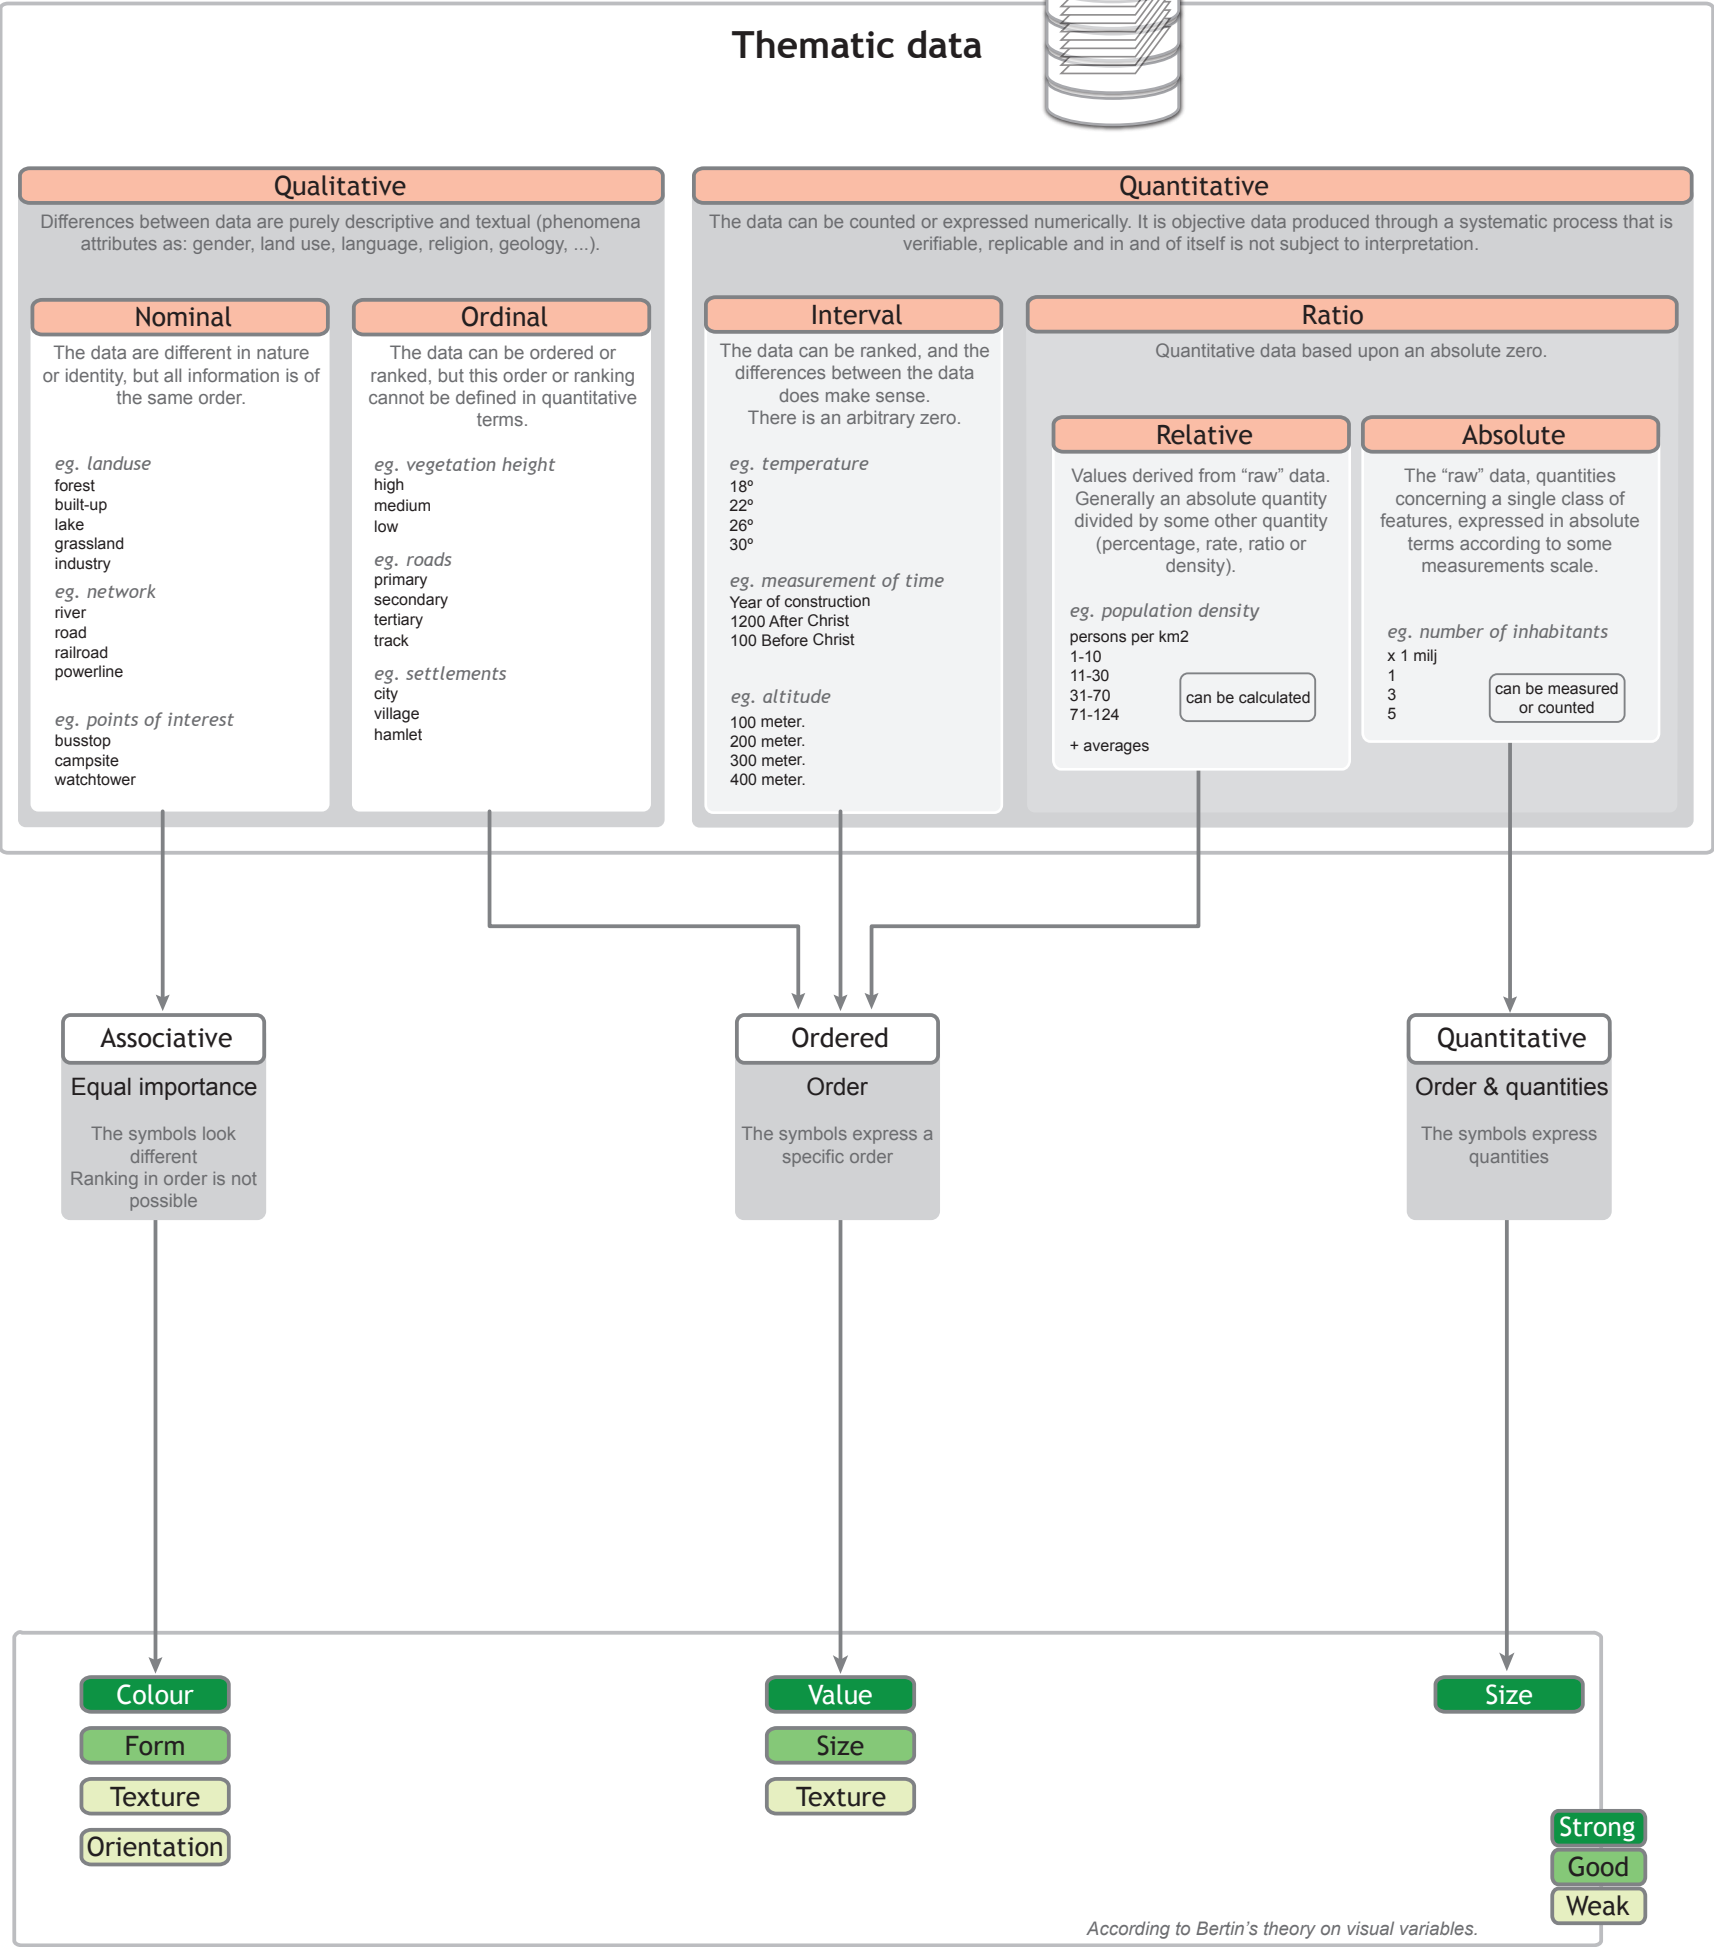 Thematic data
Qualitative
Differences between data are purely descriptive and textual (phenomena
attributes as: gender, land use, language, religion, geology, ...).
Nominal
The data are different in nature
or identity, but all information is of
the same order.
eg. landuse
forest
built-up
lake
grassland
industry
eg. network
river
road
railroad
powerline
eg. points of interest
busstop
campsite
watchtower
Ordinal
The data can be ordered or
ranked, but this order or ranking
cannot be defined in quantitative
terms.
eg. vegetation height
high
medium
low
eg. roads
primary
secondary
tertiary
track
eg. settlements
city
village
hamlet
Quantitative
The data can be counted or expressed numerically. It is objective data produced through a systematic process that is
verifiable, replicable and in and of itself is not subject to interpretation.
Interval
The data can be ranked, and the
differences between the data
does make sense.
There is an arbitrary zero.
eg. temperature
18º
22º
26º
30º
eg. measurement of time
Year of construction
1200 After Christ
100 Before Christ
eg. altitude
100 meter.
200 meter.
300 meter.
400 meter.
Ratio
Quantitative data based upon an absolute zero.
Relative
Values derived from “raw” data.
Generally an absolute quantity
divided by some other quantity
(percentage, rate, ratio or
density).
eg. population density
persons per km2
1-10
11-30
31-70
71-124
+ averages
can be calculated
Absolute
The “raw” data, quantities
concerning a single class of
features, expressed in absolute
terms according to some
measurements scale.
eg. number of inhabitants
x 1 milj
1
3
5
can be measured
or counted
Associative
Equal importance
The symbols look
different
Ranking in order is not
possible
Ordered
Order
The symbols express a
specific order
Quantitative
Order & quantities
The symbols express
quantities
Colour
Form
Texture
Orientation
Value
Size
Texture
Size
Strong
Good
Weak
According to Bertin’s theory on visual variables.